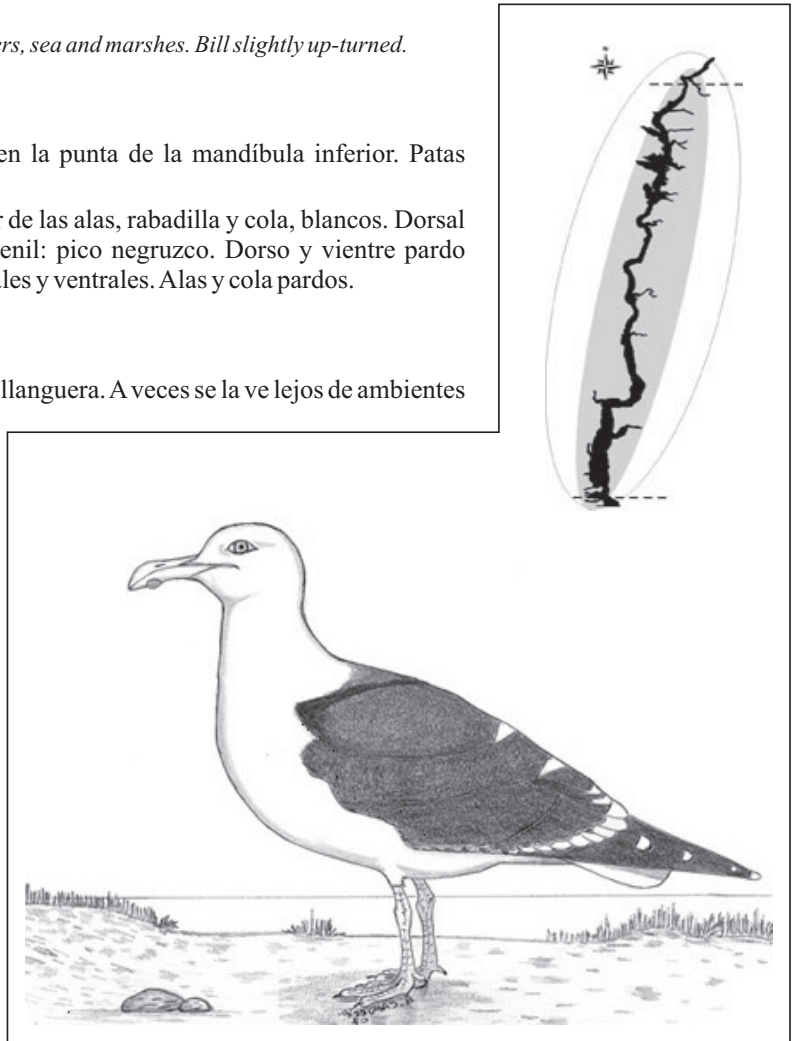 ers, sea and marshes. Bill slightly up-turned.
en la punta de la mandíbula inferior. Patas
r de las alas, rabadilla y cola, blancos. Dorsal
enil: pico negruzco. Dorso y vientre pardo
ales y ventrales. Alas y cola pardos.
llanguera. A veces se la ve lejos de ambientes